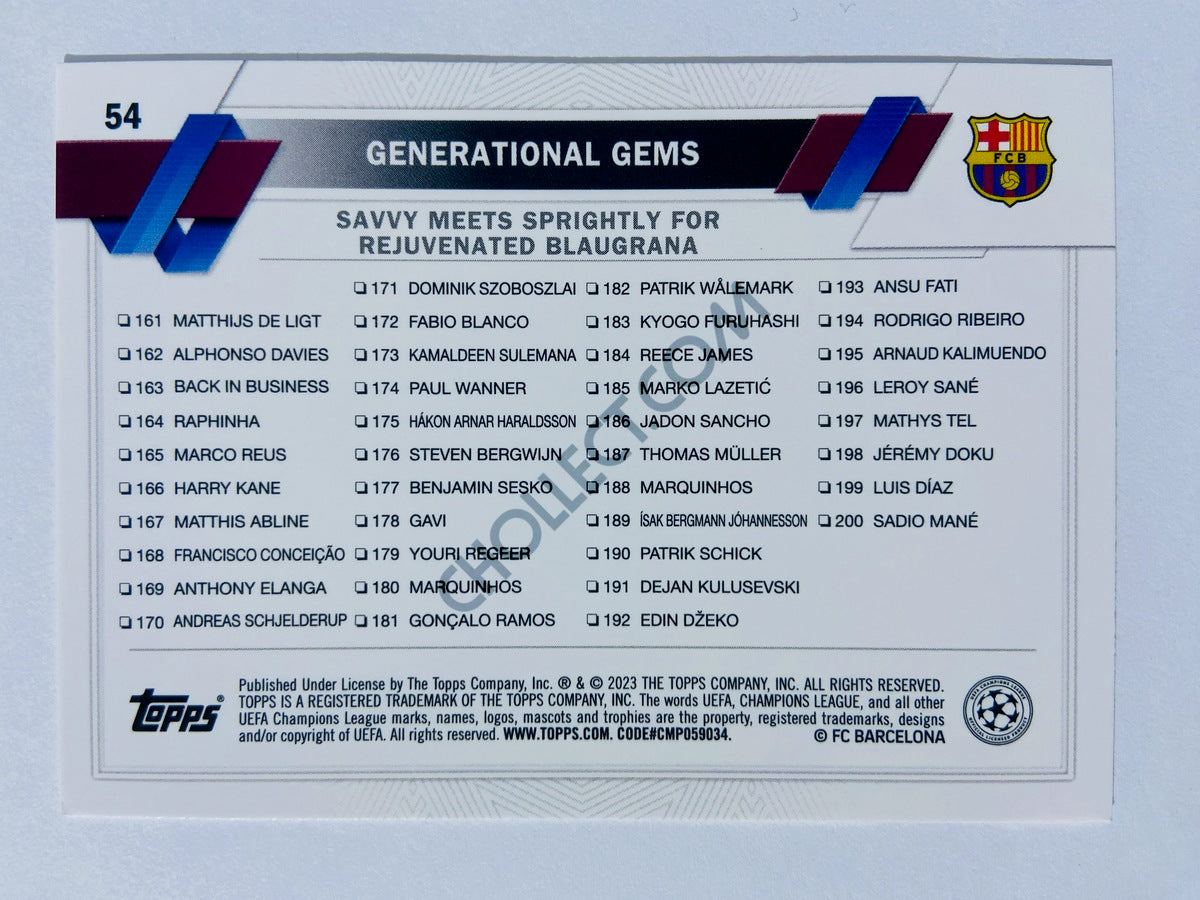 54
GENERATIONAL GEMS
FCB
SAVVY MEETS SPRIGHTLY FOR
REJUVENATED BLAUGRANA
❏ 161 MATTHIJS DE LIGT
❏ 162 ALPHONSO DAVIES
❏ 163 BACK IN BUSINESS
❏ 164 RAPHINHA
❏ 165 MARCO REUS
❏ 166 HARRY KANE
❏ 167 MATTHIS ABLINE
❏ 168 FRANCISCO CONCEIÇÃO
❏ 169 ANTHONY ELANGA
❏ 170 ANDREAS SCHJELDERUP
❏ 171 DOMINIK SZOBOSZLAI
❏ 172 FABIO BLANCO
❏ 173 KAMALDEEN SULEMANA
❏ 174 PAUL WANNER
❏ 175 HÁKON ARNAR HARALDSSON
❏ 176 STEVEN BERGWIJN
❏ 177 BENJAMIN SESKO
❏ 178 GAVI
❏ 179 YOURI REGEER
❏ 180 MARQUINHOS
❏ 181 GONÇALO RAMOS
❏ 182 PATRIK WÅLEMARK
❏ 183 KYOGO FURUHASHI
❏ 184 REECE JAMES
❏ 185 MARKO LAZETIĆ
❏ 186 JADON SANCHO
❏ 187 THOMAS MÜLLER
❏ 188 MARQUINHOS
❏ 189 ÍSAK BERGMANN JÓHANNESSON
❏ 190 PATRIK SCHICK
❏ 191 DEJAN KULUSEVSKI
❏ 192 EDIN DŽEKO
❏ 193 ANSU FATI
❏ 194 RODRIGO RIBEIRO
❏ 195 ARNAUD KALIMUENDO
❏ 196 LEROY SANÉ
❏ 197 MATHYS TEL
❏ 198 JÉRÉMY DOKU
❏ 199 LUIS DÍAZ
❏ 200 SADIO MANÉ
CHOLLECT.COM
Topps®
Published Under License by The Topps Company, Inc. ® & © 2023 THE TOPPS COMPANY, INC. ALL RIGHTS RESERVED.
TOPPS IS A REGISTERED TRADEMARK OF THE TOPPS COMPANY, INC. The words UEFA, CHAMPIONS LEAGUE, and all other
UEFA Champions League marks, names, logos, mascots and trophies are the property, registered trademarks, designs
and/or copyright of UEFA. All rights reserved. WWW.TOPPS.COM. CODE#CMP059034.
© FC BARCELONA
UEFA CHAMPIONS LEAGUE
OFFICIAL LICENSED PRODUCT